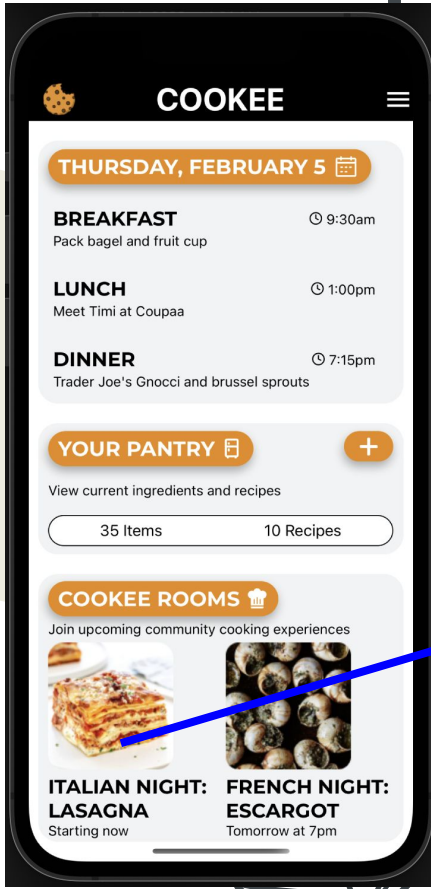 COOKEE
THURSDAY, FEBRUARY 5
BREAKFAST
9:30am
Pack bagel and fruit cup
LUNCH
1:00pm
Meet Timi at Coupaa
DINNER
7:15pm
Trader Joe's Gnocci and brussel sprouts
YOUR PANTRY
+
View current ingredients and recipes
35 Items 10 Recipes
COOKEE ROOMS
Join upcoming community cooking experiences
ITALIAN NIGHT:
LASAGNA
Starting now
FRENCH NIGHT:
ESCARGOT
Tomorrow at 7pm